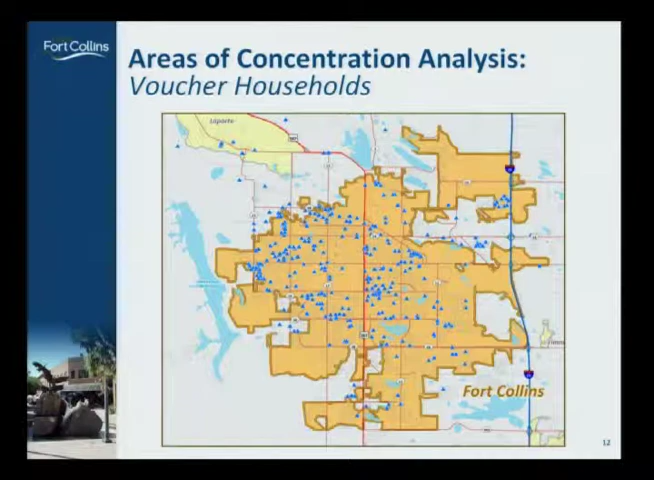 Fort Collins
Areas of Concentration Analysis:
Voucher Households
Laporte
Fort Collins
12